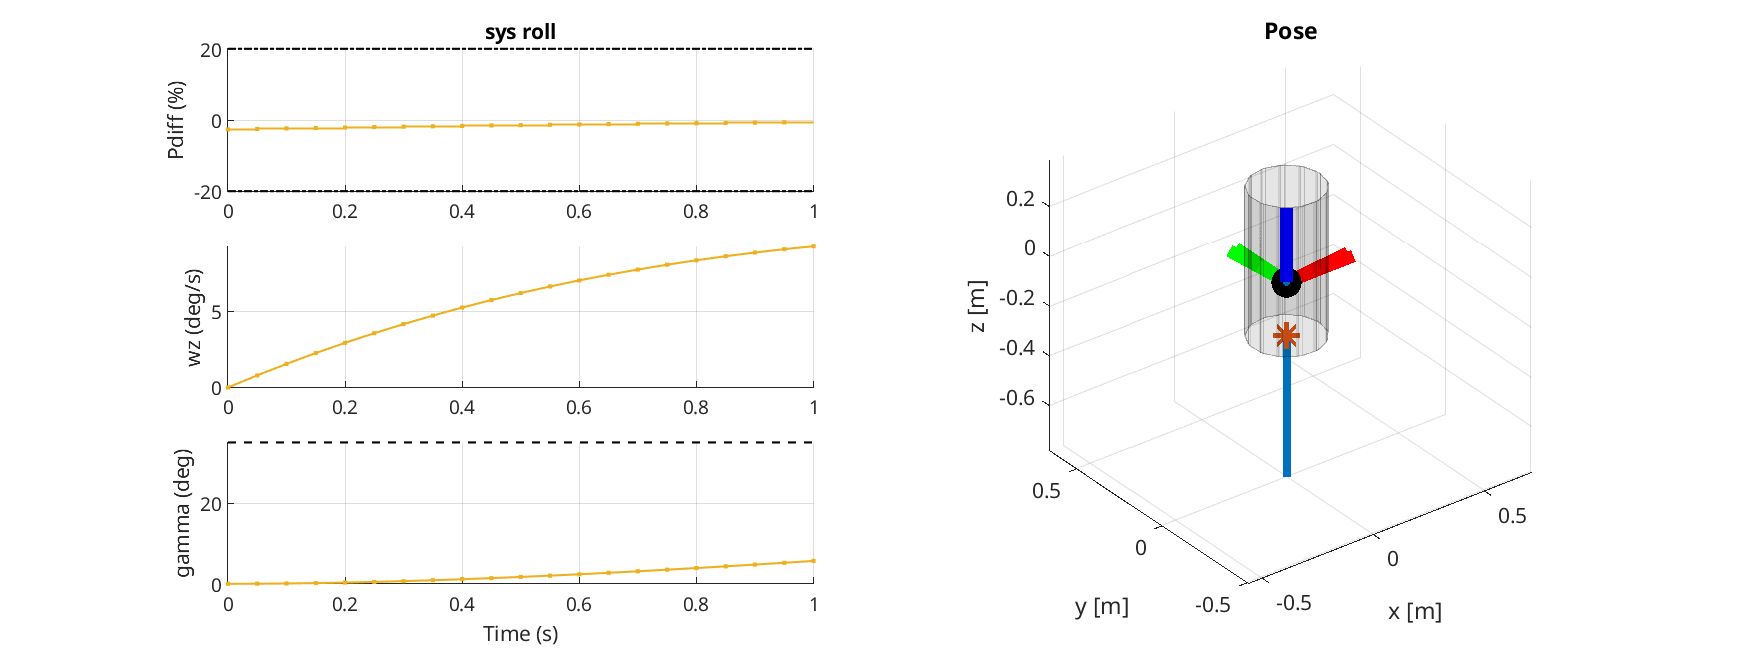 sys roll
Pdiff (%)
20
0
-20
0 0.2 0.4 0.6 0.8 1
wz (deg/s)
5
0
0 0.2 0.4 0.6 0.8 1
gamma (deg)
20
0
0 0.2 0.4 0.6 0.8 1
Time (s)
Pose
z [m]
0.2
0
-0.2
-0.4
-0.6
0.5
0
-0.5
y [m]
-0.5
0
0.5
x [m]